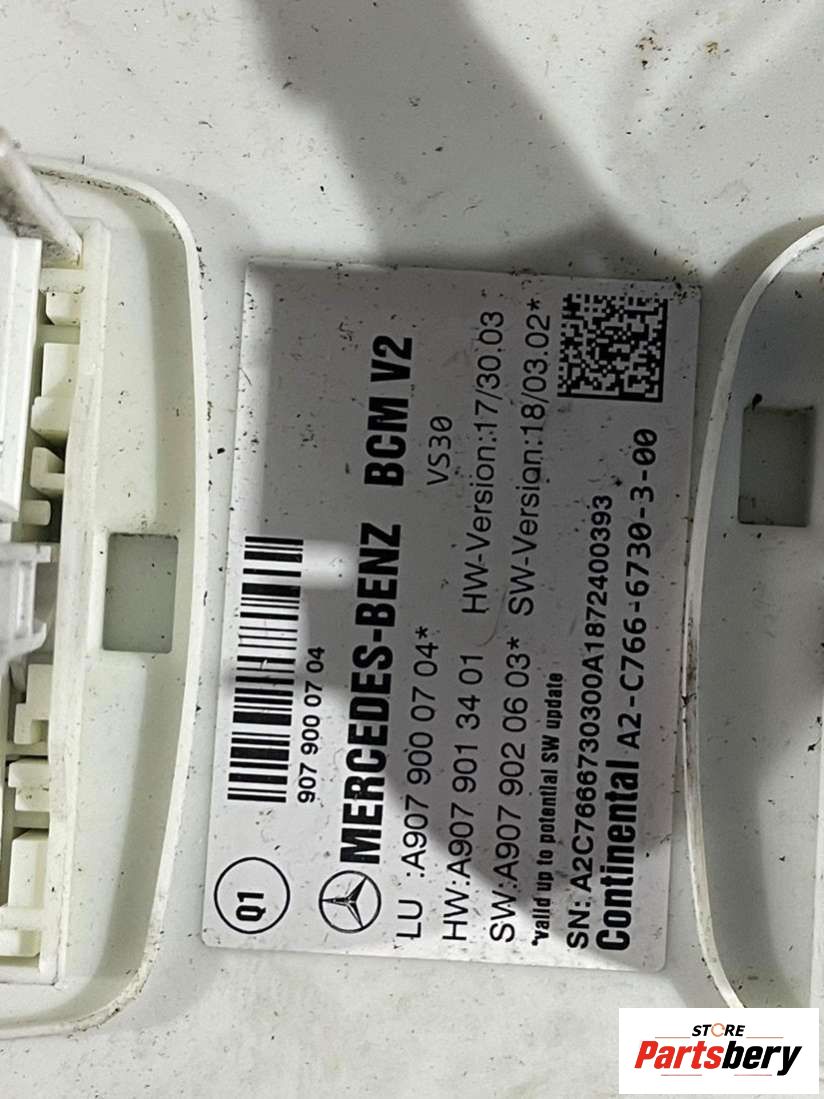 Q1
907 900 07 04
MERCEDES-BENZ BCM V2
VS30
LU :A907 900 07 04*
HW:A907 901 34 01 HW-Version:17/30.03
SW:A907 902 06 03* SW-Version:18/03.02*
*valid up to potential SW update
SN: A2C7666730300A1872400393
Continental A2-C766-6730-3-00
STORE
Partsbery